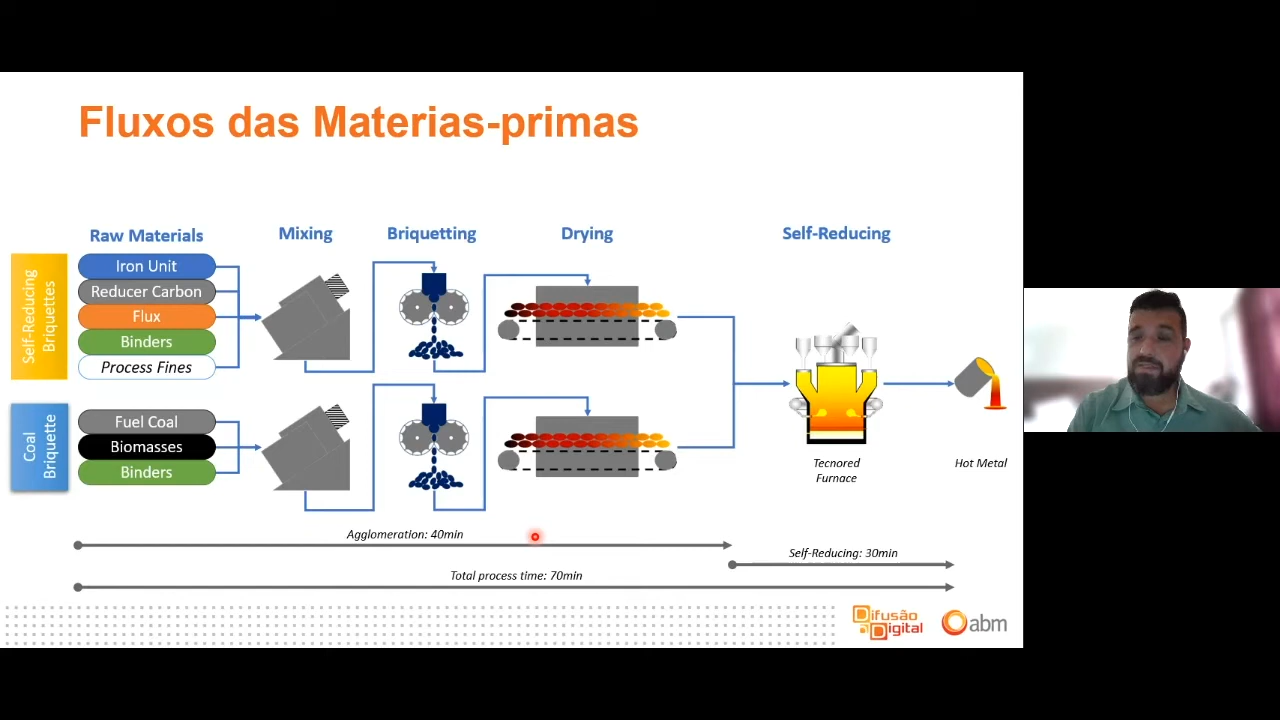 Fluxos das Materias-primas
Raw Materials
Mixing
Briquetting
Drying
Self-Reducing
Self-Reducing
Briquettes
Iron Unit
Reducer Carbon
Flux
Binders
Process Fines
Coal
Briquette
Fuel Coal
Biomasses
Binders
Tecnored
Furnace
Hot Metal
Agglomeration: 40min
Self-Reducing: 30min
Total process time: 70min
Difusão
Digital
abm